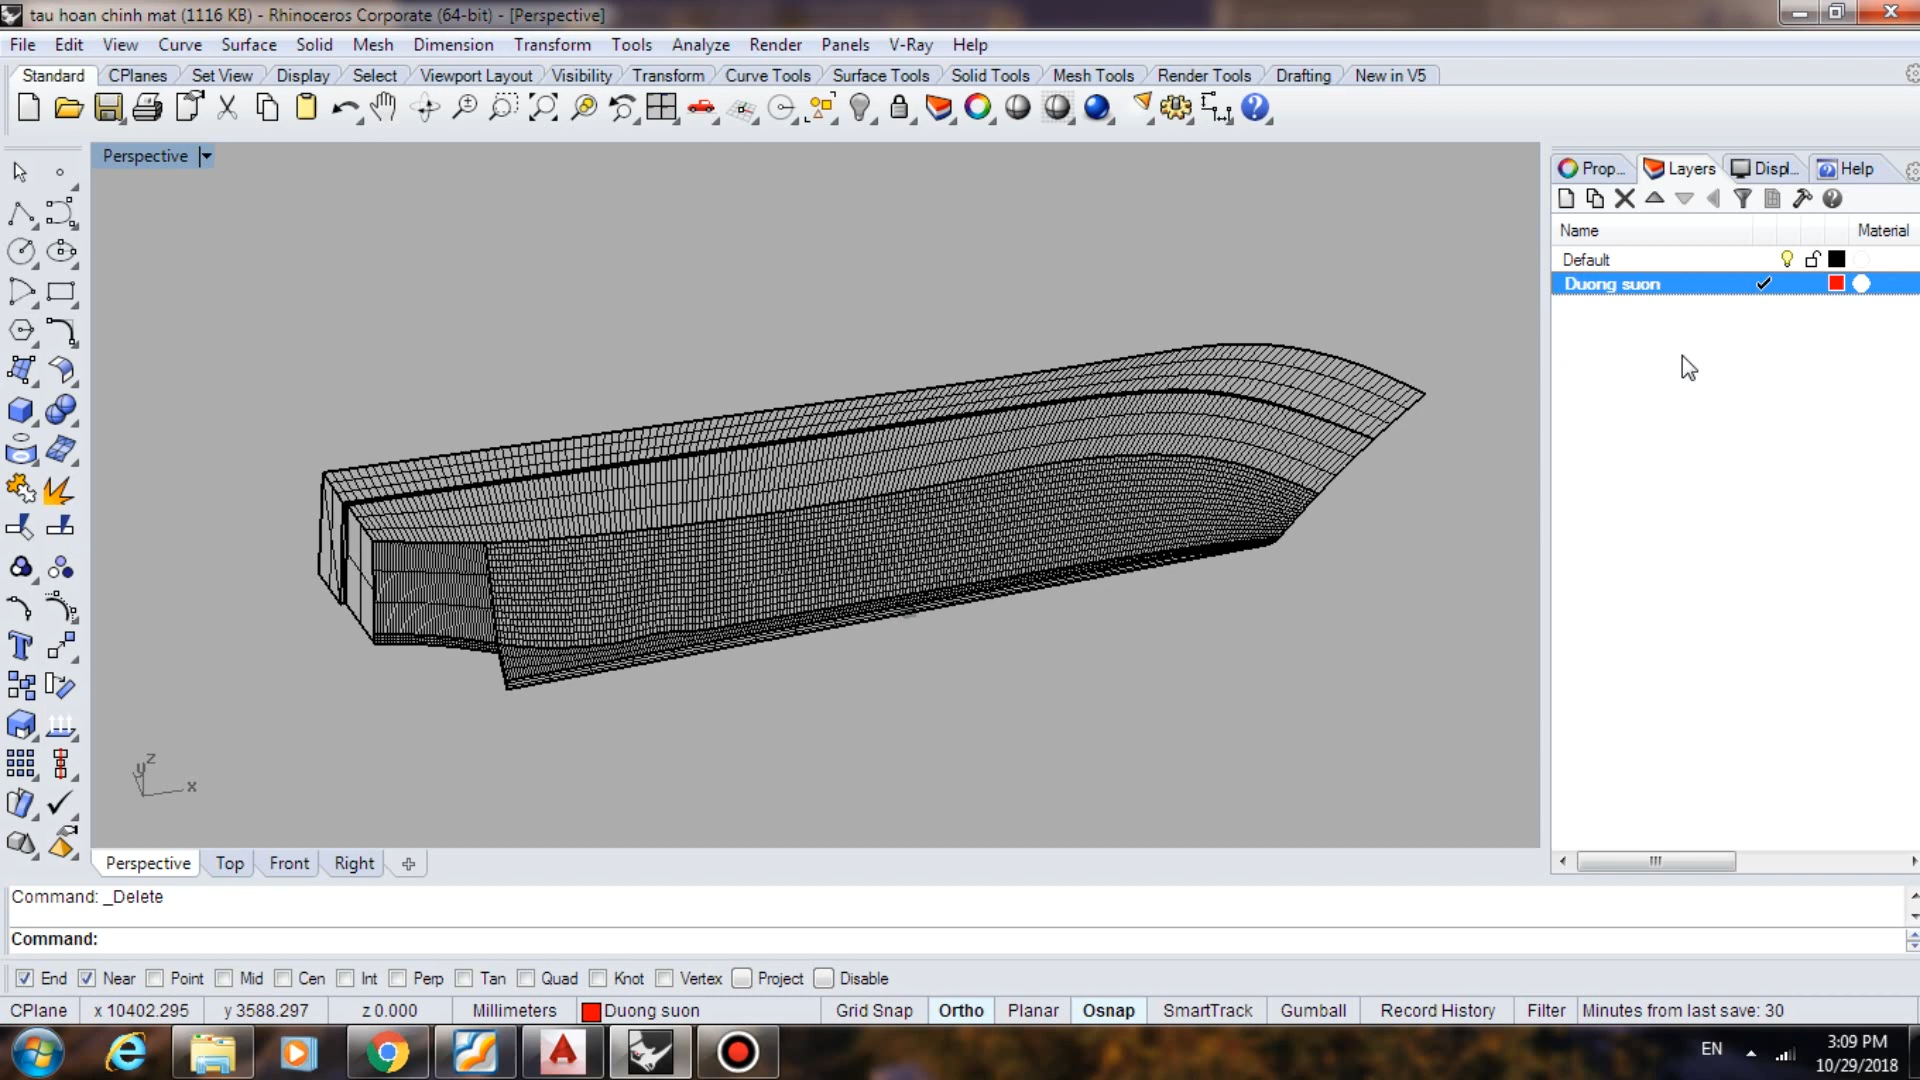 tau hoan chinh mat (1116 KB) - Rhinoceros Corporate (64-bit) - [Perspective]
File Edit View Curve Surface Solid Mesh Dimension Transform Tools Analyze Render Panels V-Ray Help
Standard CPlanes Set View Display Select Viewport Layout Visibility Transform Curve Tools Surface Tools Solid Tools Mesh Tools Render Tools Drafting New in V5
Perspective
Prop... Layers Displ... Help
Name Material
Default
Duong suon
z
y
x
Perspective Top Front Right
Command: _Delete
Command:
End Near Point Mid Cen Int Perp Tan Quad Knot Vertex Project Disable
CPlane x 10402.295 y 3588.297 z 0.000 Millimeters Duong suon Grid Snap Ortho Planar Osnap SmartTrack Gumball Record History Filter Minutes from last save: 30
EN
3:09 PM
10/29/2018